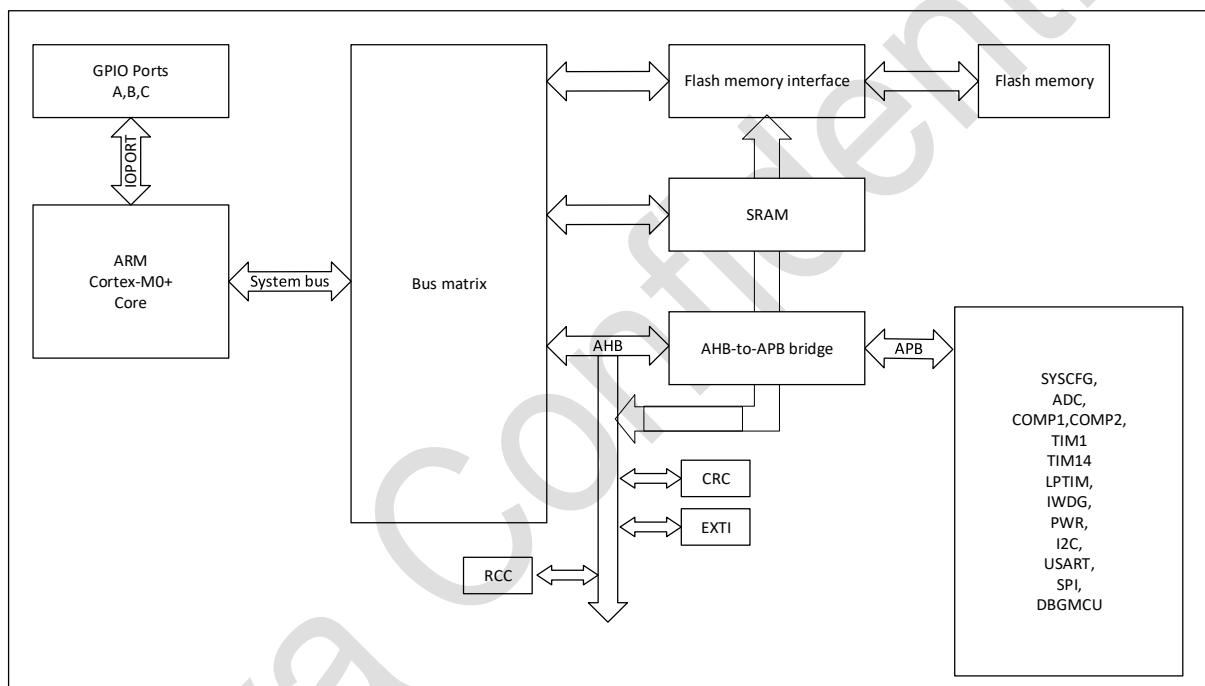 GPIO Ports
A,B,C
IOPORT
ARM
Cortex-M0+
Core
System bus
Bus matrix
Flash memory interface
Flash memory
SRAM
AHB
AHB-to-APB bridge
APB
SYSCFG,
ADC,
COMP1,COMP2,
TIM1
TIM14
LPTIM,
IWDG,
PWR,
I2C,
USART,
SPI,
DBGMCU
CRC
EXTI
RCC